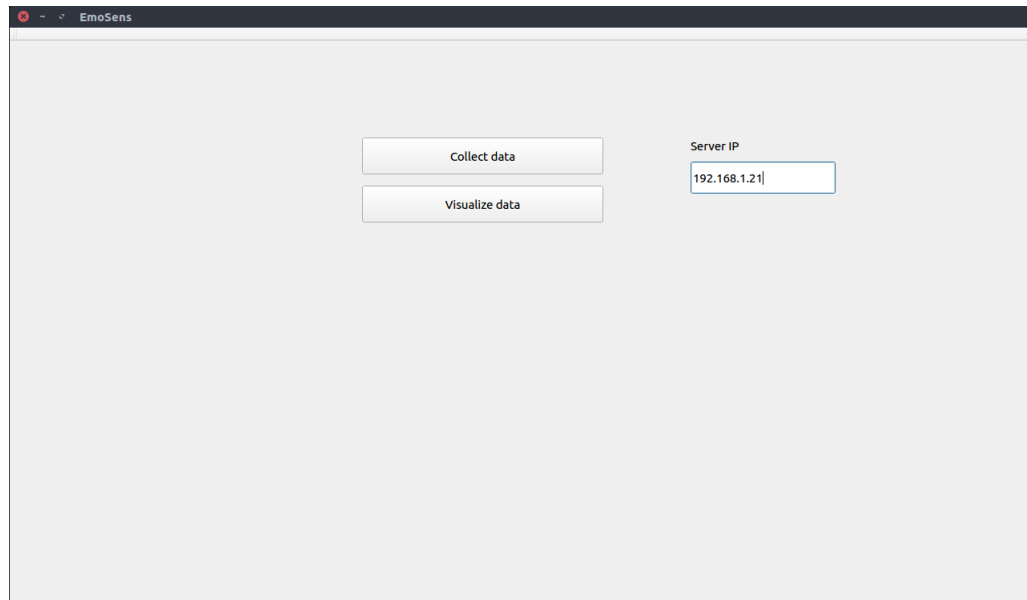 EmoSens
Collect data
Visualize data
Server IP
192.168.1.21